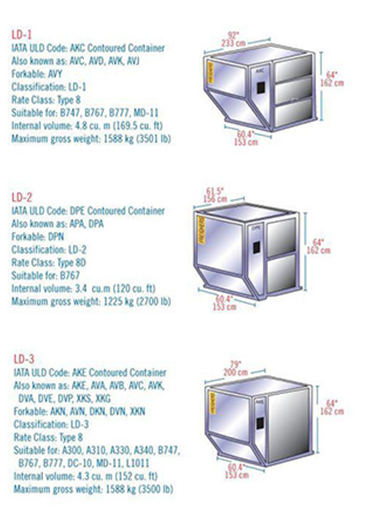 LD-1
IATA ULD Code: AKC Contoured Container
Also known as: AVC, AVD, AVK, AVJ
Forkable: AVY
Classification: LD-1
Rate Class: Type 8
Suitable for: B747, B767, B777, MD-11
Internal volume: 4.8 cu. m (169.5 cu. ft)
Maximum gross weight: 1588 kg (3501 lb)
92"
233 cm
AKC
64"
162 cm
60.4"
153 cm
LD-2
IATA ULD Code: DPE Contoured Container
Also known as: APA, DPA
Forkable: DPN
Classification: LD-2
Rate Class: Type 8D
Suitable for: B767
Internal volume: 3.4 cu.m (120 cu. ft)
Maximum gross weight: 1225 kg (2700 lb)
61.5"
156 cm
DPE
64"
162 cm
60.4"
153 cm
LD-3
IATA ULD Code: AKE Contoured Container
Also known as: AKE, AVA, AVB, AVC, AVK,
DVA, DVE, DVP, XKS, XKG
Forkable: AKN, AVN, DKN, DVN, XKN
Classification: LD-3
Rate Class: Type 8
Suitable for: A300, A310, A330, A340, B747,
B767, B777, DC-10, MD-11, L1011
Internal volume: 4.3 cu. m (152 cu. ft)
Maximum gross weight: 1588 kg (3500 lb)
79"
200 cm
64"
162 cm
60.4"
153 cm